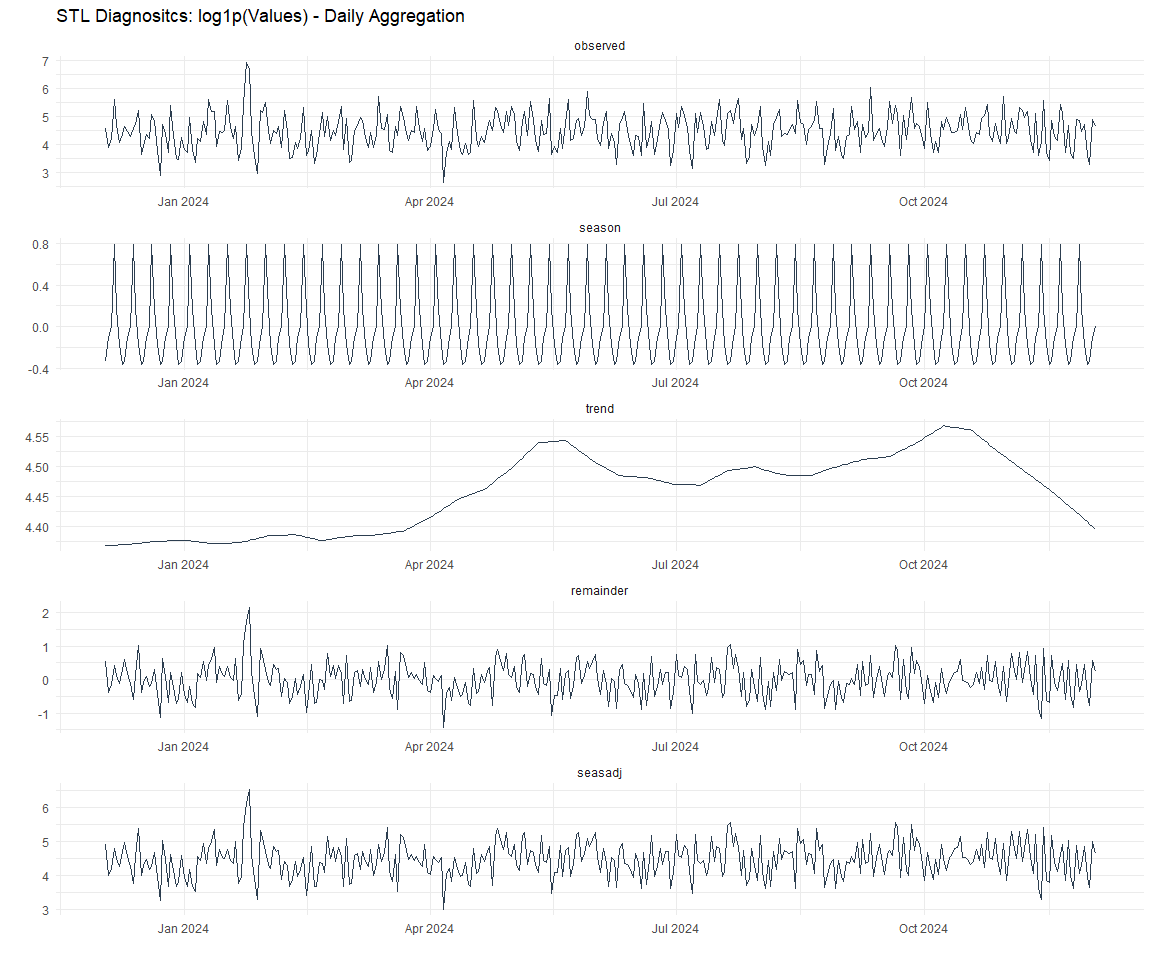 STL Diagnositcs: log1p(Values) - Daily Aggregation
observed
7
6
5
4
3
Jan 2024 Apr 2024 Jul 2024 Oct 2024
season
0.8
0.4
0.0
-0.4
Jan 2024 Apr 2024 Jul 2024 Oct 2024
trend
4.55
4.50
4.45
4.40
Jan 2024 Apr 2024 Jul 2024 Oct 2024
remainder
2
1
0
-1
Jan 2024 Apr 2024 Jul 2024 Oct 2024
seasadj
6
5
4
3
Jan 2024 Apr 2024 Jul 2024 Oct 2024